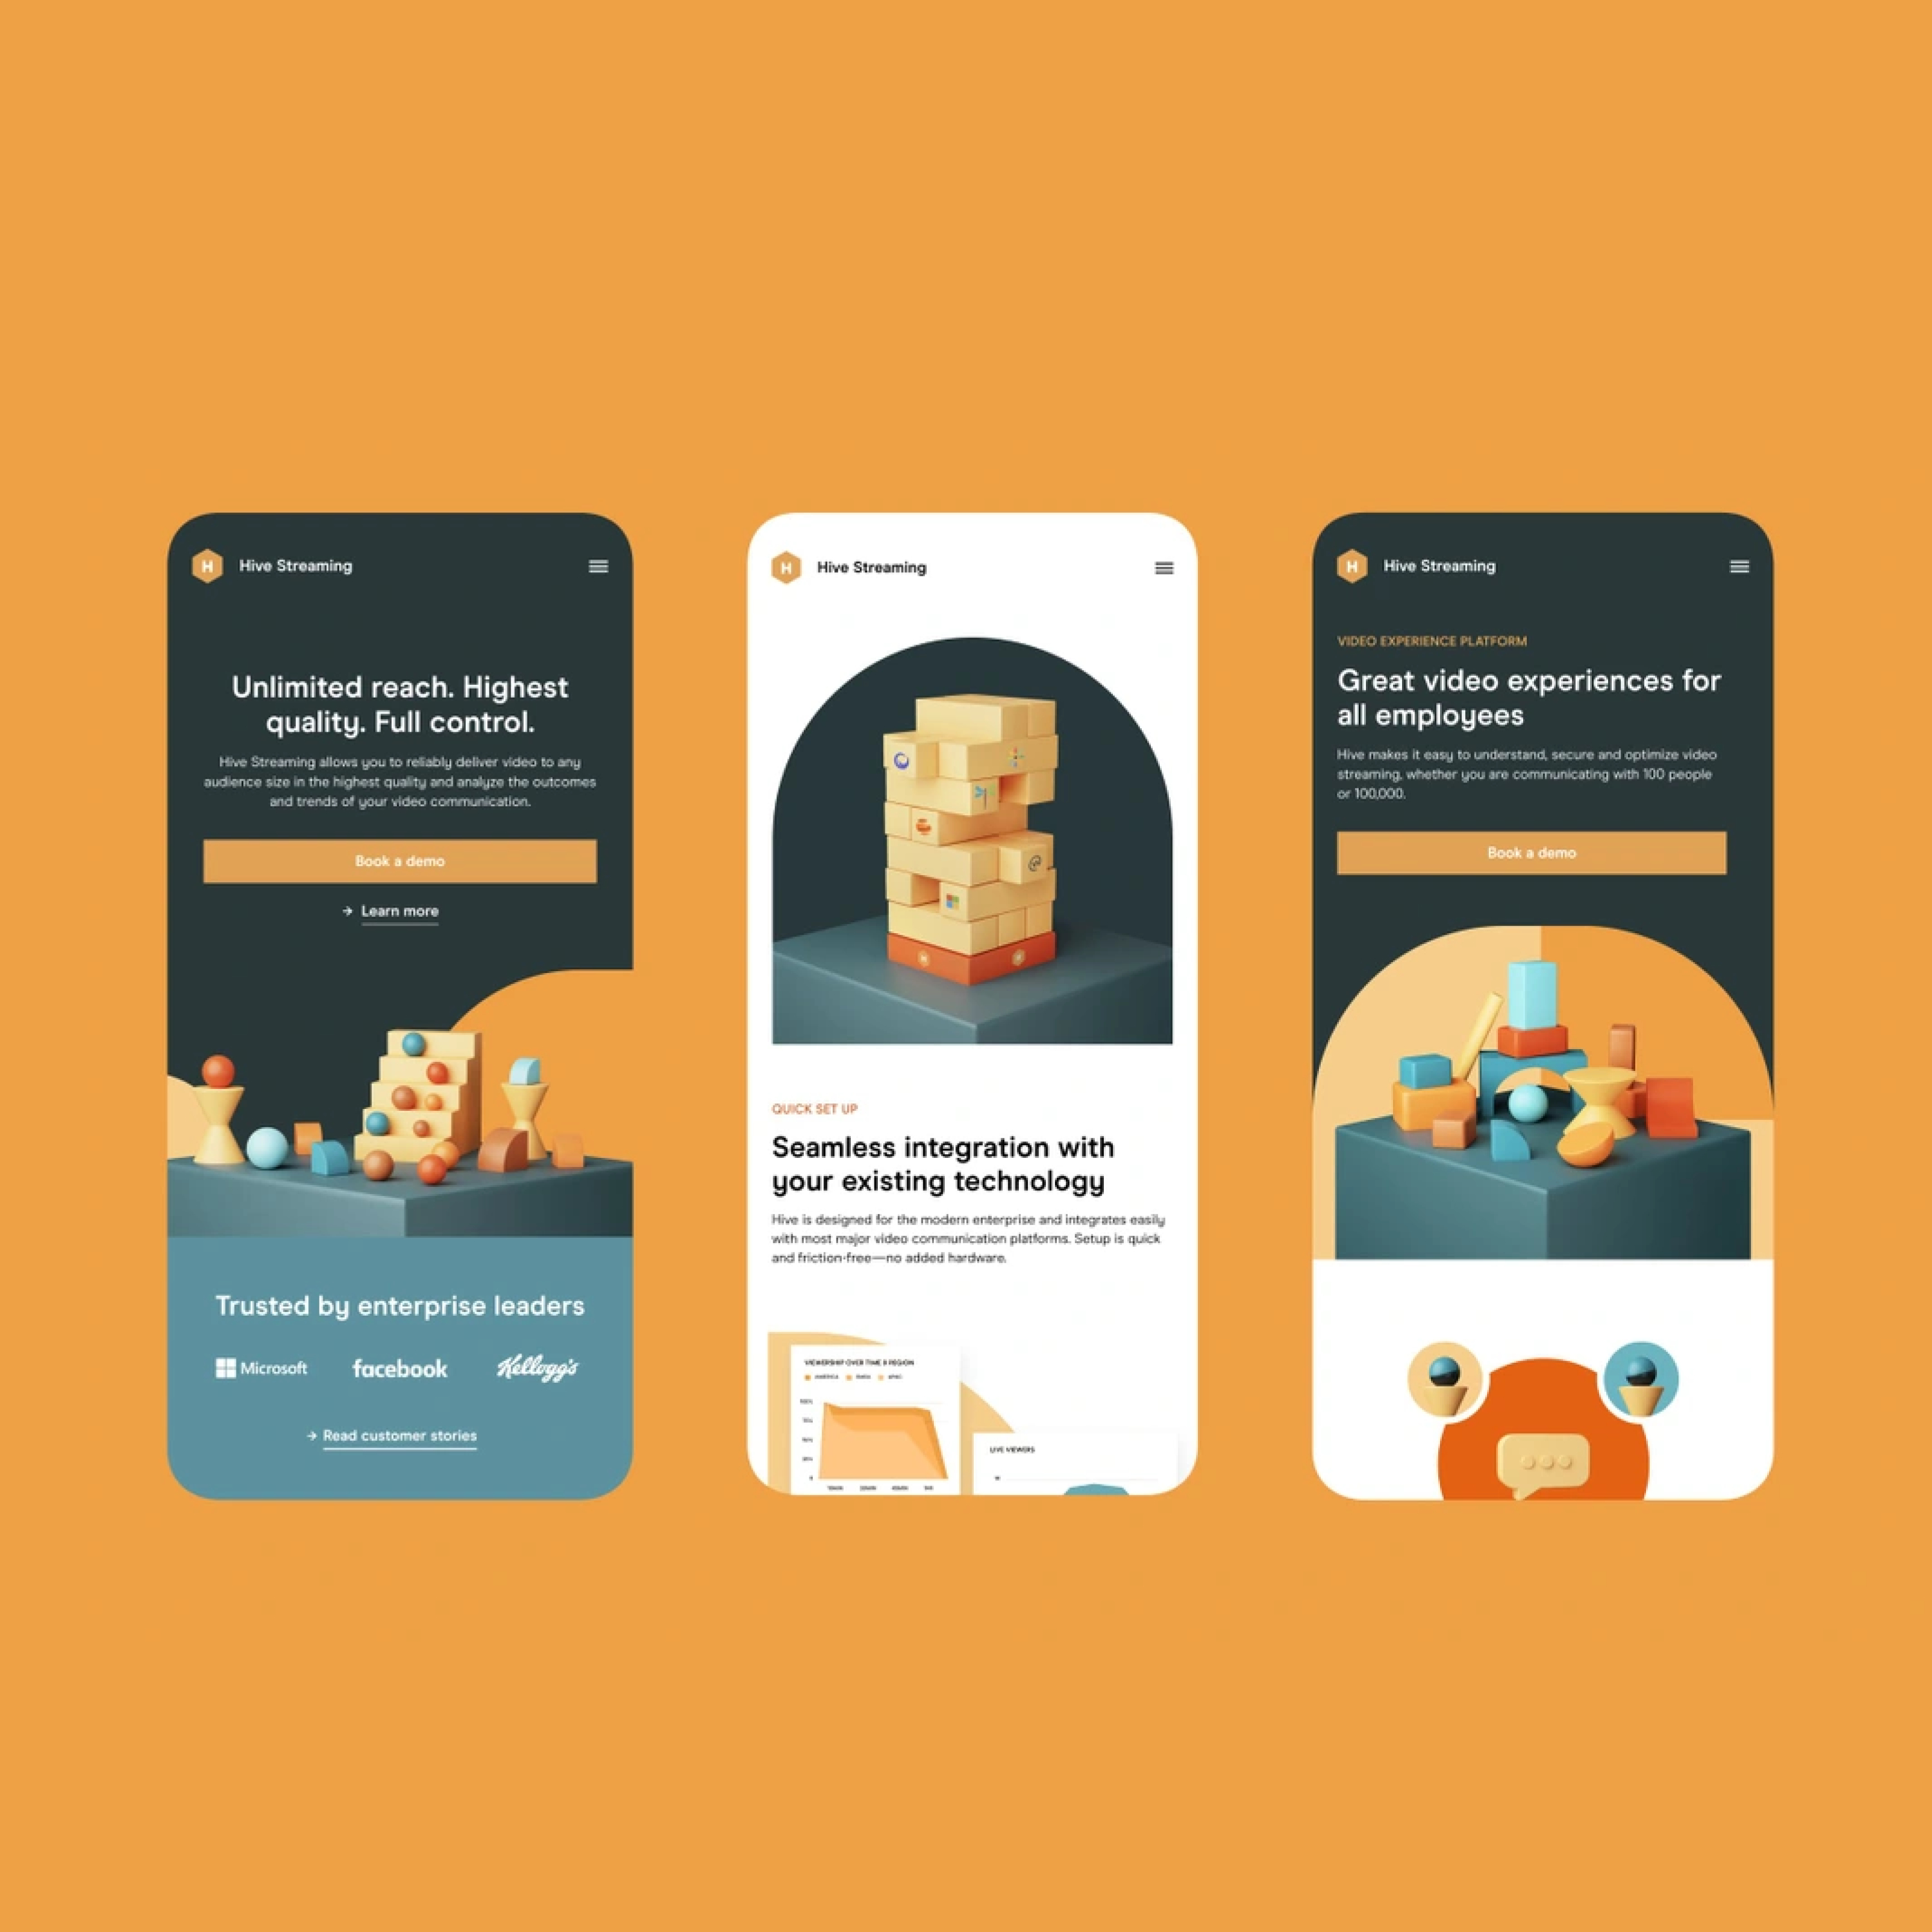 H Hive Streaming
Unlimited reach. Highest
quality. Full control.
Hive Streaming allows you to reliably deliver video to any
audience size in the highest quality and analyze the outcomes
and trends of your video communication.
Book a demo
→ Learn more
Trusted by enterprise leaders
Microsoft facebook Kellogg's
→ Read customer stories
H Hive Streaming
H H
QUICK SET UP
Seamless integration with
your existing technology
Hive is designed for the modern enterprise and integrates easily
with most major video communication platforms. Setup is quick
and friction-free—no added hardware.
VIEWERSHIP OVER TIME & REGION
AMERICA EMEA APAC
100%
LIVE VIEWERS
H Hive Streaming
VIDEO EXPERIENCE PLATFORM
Great video experiences for
all employees
Hive makes it easy to understand, secure and optimize video
streaming, whether you are communicating with 100 people
or 100,000.
Book a demo